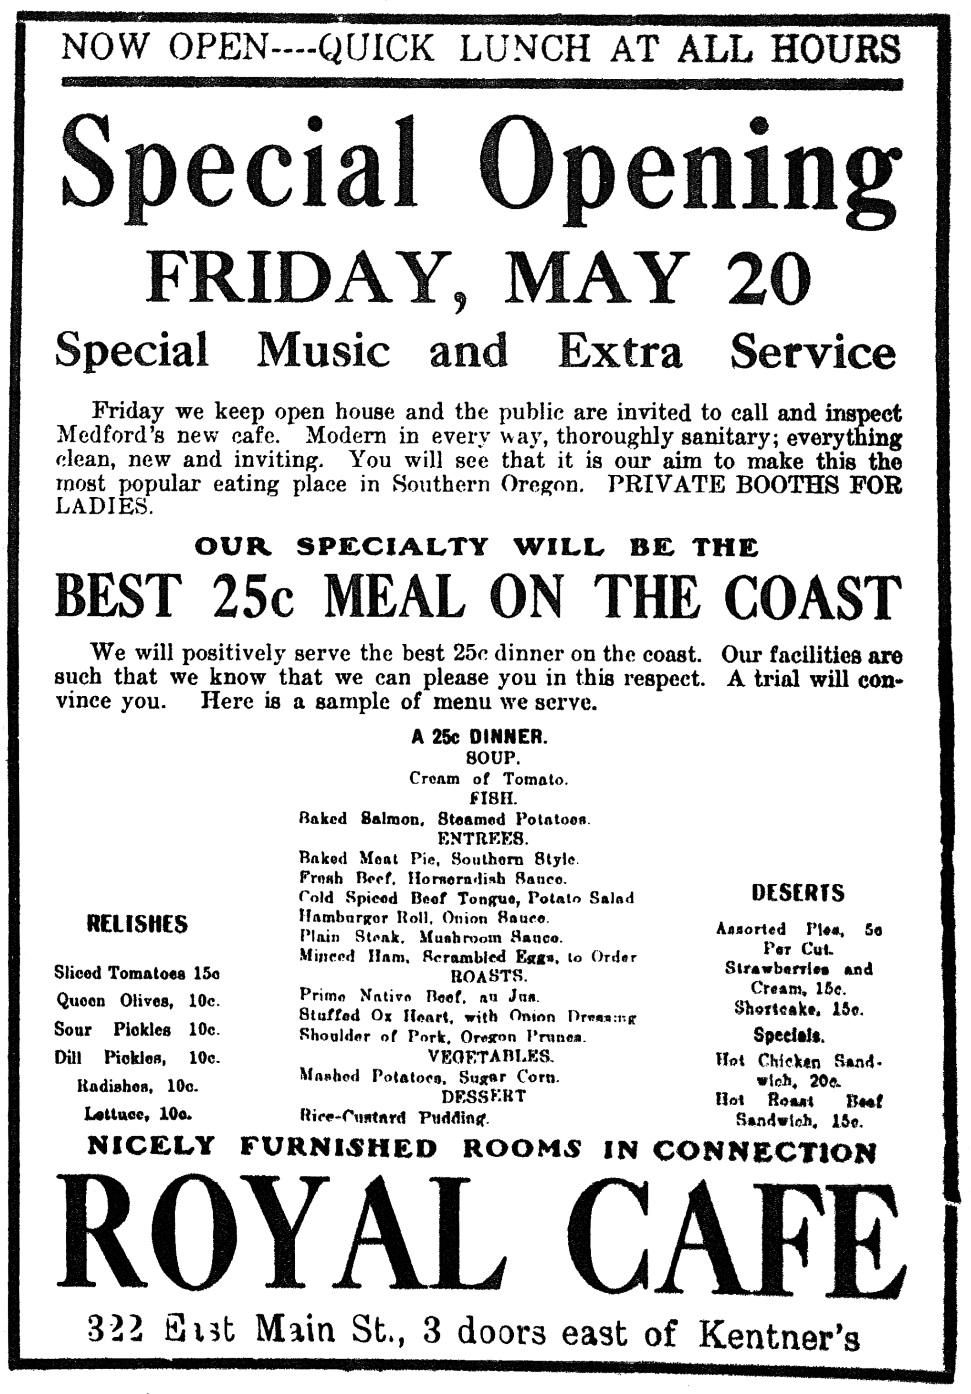 NOW OPEN----QUICK LUNCH AT ALL HOURS
Special Opening
FRIDAY, MAY 20
Special Music and Extra Service
Friday we keep open house and the public are invited to call and inspect
Medford's new cafe. Modern in every way, thoroughly sanitary; everything
clean, new and inviting. You will see that it is our aim to make this the
most popular eating place in Southern Oregon. PRIVATE BOOTHS FOR
LADIES.
OUR SPECIALTY WILL BE THE
BEST 25c MEAL ON THE COAST
We will positively serve the best 25c dinner on the coast. Our facilities are
such that we know that we can please you in this respect. A trial will con-
vince you. Here is a sample of menu we serve.
A 25c DINNER.
SOUP.
Cream of Tomato.
FISH.
Baked Salmon, Steamed Potatoes.
ENTREES.
Baked Meat Pie, Southern Style.
Fresh Beef, Horseradish Sauce.
Cold Spiced Beef Tongue, Potato Salad
Hamburger Roll, Onion Sauce.
Plain Steak, Mushroom Sauce.
Minced Ham, Scrambled Eggs, to Order
ROASTS.
Prime Native Beef, au Jus.
Stuffed Ox Heart, with Onion Dressing
Shoulder of Pork, Oregon Prunes.
VEGETABLES.
Mashed Potatoes, Sugar Corn.
DESSERT
Rice-Custard Pudding.
RELISHES
Sliced Tomatoes 15c
Queen Olives, 10c.
Sour Pickles 10c.
Dill Pickles, 10c.
Radishes, 10c.
Lettuce, 10c.
DESERTS
Assorted Pies, 5c
Per Cut.
Strawberries and
Cream, 15c.
Shortcake, 15c.
Specials.
Hot Chicken Sand-
wich, 20c.
Hot Roast Beef
Sandwich, 15c.
NICELY FURNISHED ROOMS IN CONNECTION
ROYAL CAFE
322 East Main St., 3 doors east of Kentner's